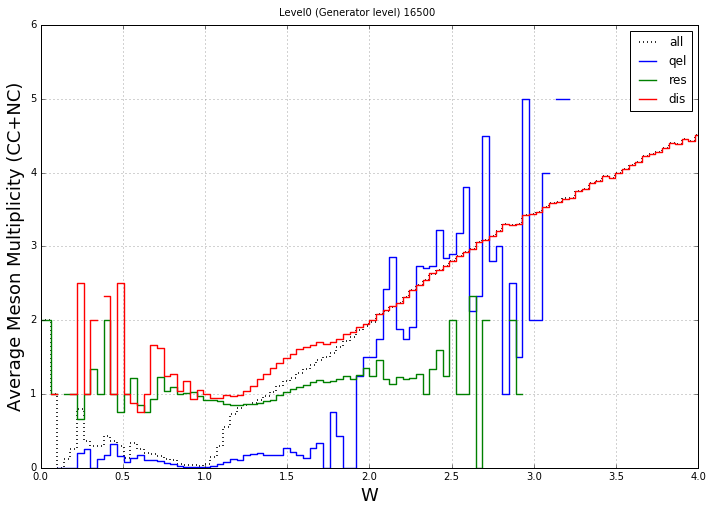 Level0 (Generator level) 16500
Average Meson Multiplicity (CC+NC)
6
5
4
3
2
1
0
all
qel
res
dis
0.0 0.5 1.0 1.5 2.0 2.5 3.0 3.5 4.0
W